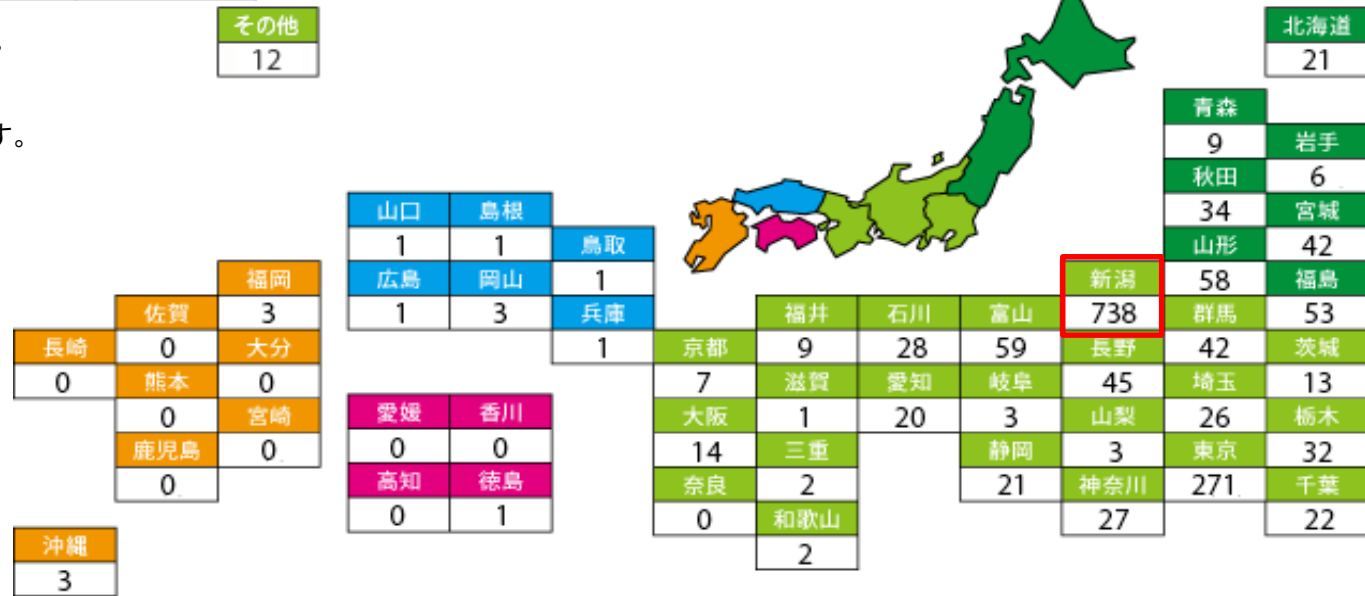 その他
12
す。
北海道
21
青森
9
岩手
6
秋田
34
宮城
42
山形
58
福島
53
新潟
738
群馬
42
茨城
13
長野
45
埼玉
26
栃木
32
山梨
3
東京
271
千葉
22
神奈川
27
富山
59
岐阜
3
静岡
21
石川
28
愛知
20
福井
9
滋賀
1
三重
2
和歌山
2
京都
7
大阪
14
奈良
0
山口
1
島根
1
鳥取
1
広島
1
岡山
3
兵庫
1
愛媛
0
香川
0
高知
0
徳島
1
福岡
3
佐賀
0
大分
0
長崎
0
熊本
0
宮崎
0
鹿児島
0
沖縄
3